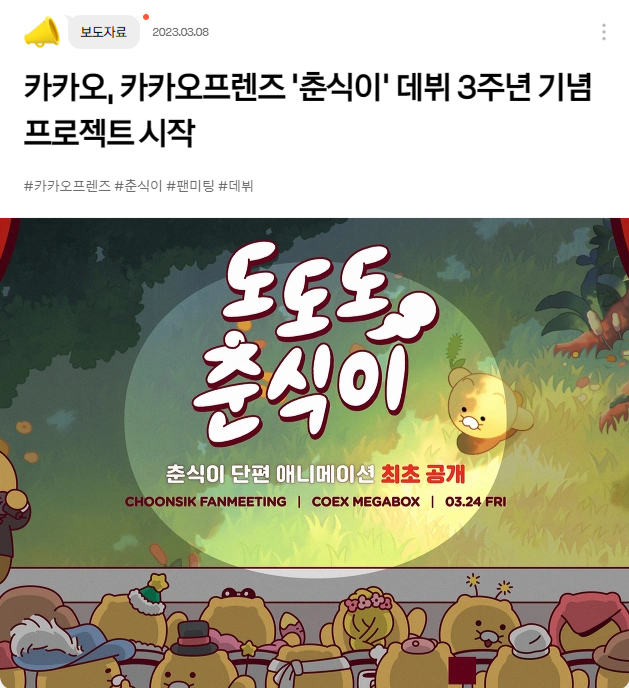 보도자료
2023.03.08
카카오, 카카오프렌즈 '춘식이' 데뷔 3주년 기념
프로젝트 시작
#카카오프렌즈 #춘식이 #팬미팅 #데뷔
도도도
춘식이
춘식이 단편 애니메이션 최초 공개
CHOONSIK FANMEETING | COEX MEGABOX | 03.24 FRI